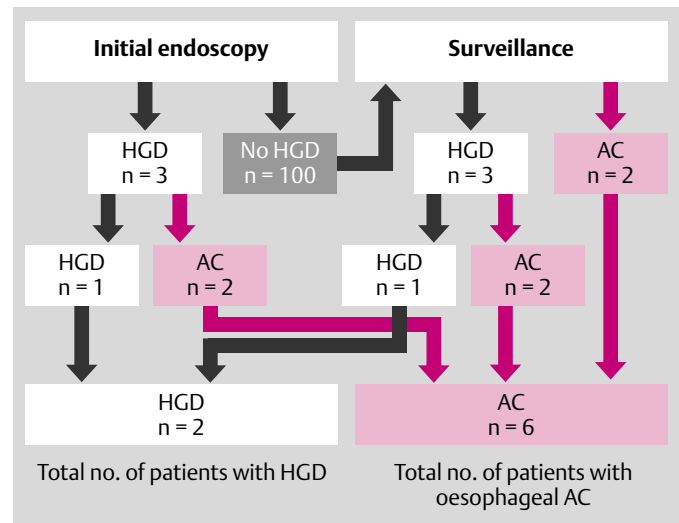 Initial endoscopy
Surveillance
HGD
n = 3
No HGD
n = 100
HGD
n = 3
AC
n = 2
HGD
n = 1
AC
n = 2
HGD
n = 1
AC
n = 2
HGD
n = 2
AC
n = 6
Total no. of patients with HGD
Total no. of patients with
oesophageal AC